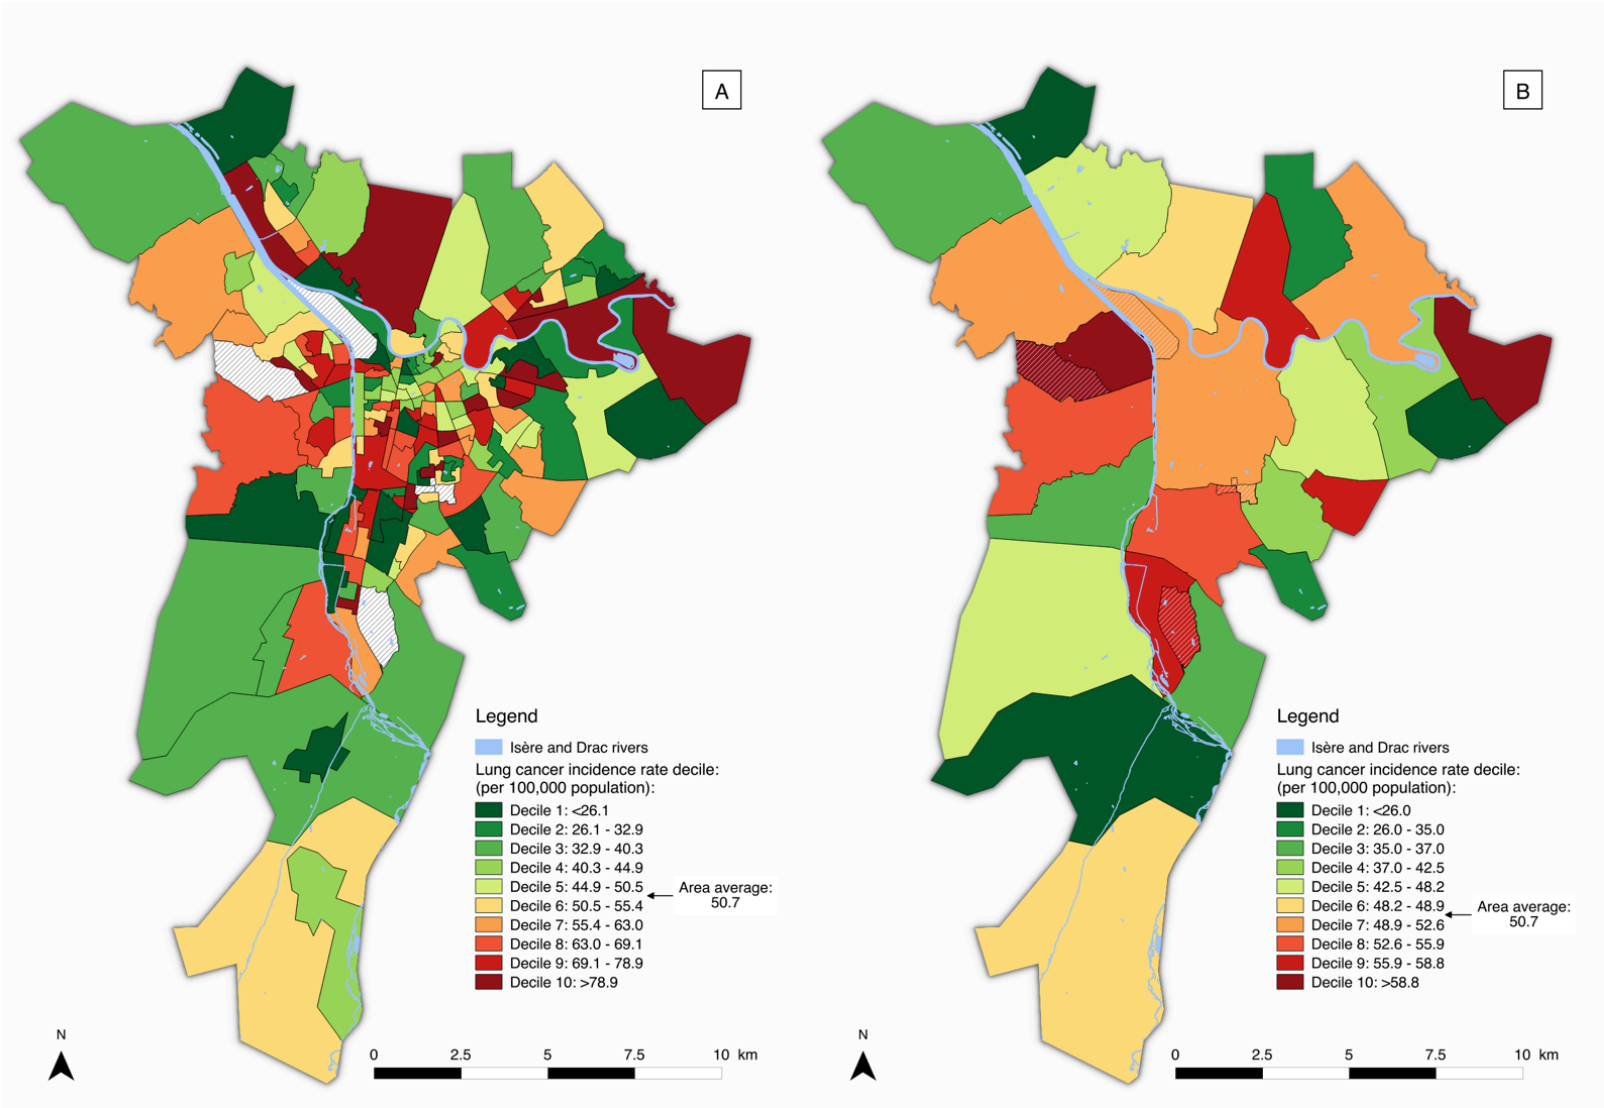 A
Legend
Isère and Drac rivers
Lung cancer incidence rate decile:
(per 100,000 population):
Decile 1: <26.1
Decile 2: 26.1 - 32.9
Decile 3: 32.9 - 40.3
Decile 4: 40.3 - 44.9
Decile 5: 44.9 - 50.5
Decile 6: 50.5 - 55.4
Decile 7: 55.4 - 63.0
Decile 8: 63.0 - 69.1
Decile 9: 69.1 - 78.9
Decile 10: >78.9
Area average:
50.7
N
0 2.5 5 7.5 10 km
B
Legend
Isère and Drac rivers
Lung cancer incidence rate decile:
(per 100,000 population):
Decile 1: <26.0
Decile 2: 26.0 - 35.0
Decile 3: 35.0 - 37.0
Decile 4: 37.0 - 42.5
Decile 5: 42.5 - 48.2
Decile 6: 48.2 - 48.9
Decile 7: 48.9 - 52.6
Decile 8: 52.6 - 55.9
Decile 9: 55.9 - 58.8
Decile 10: >58.8
Area average:
50.7
N
0 2.5 5 7.5 10 km